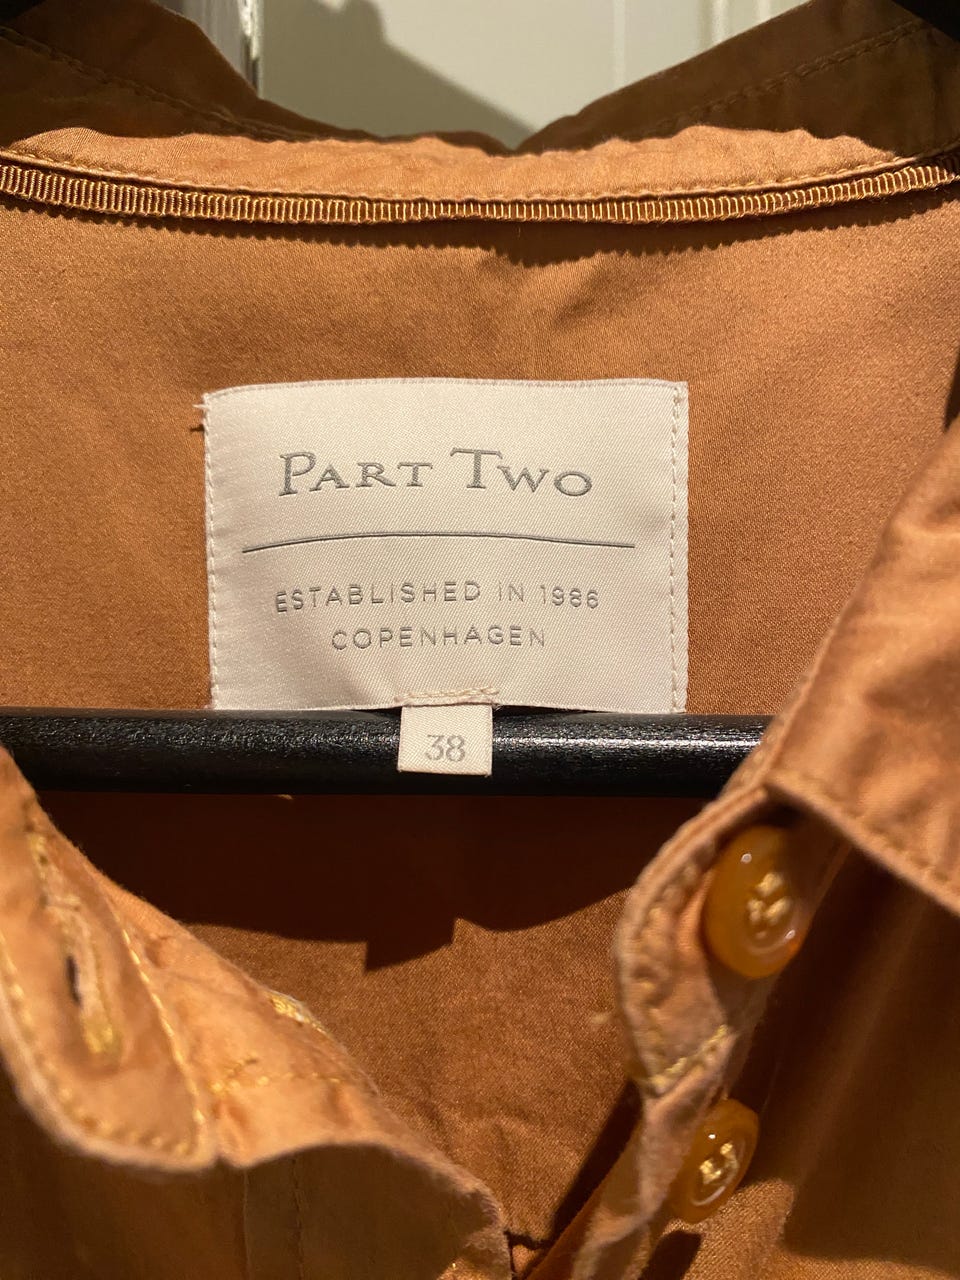 PART TWO
ESTABLISHED IN 1986
COPENHAGEN
38